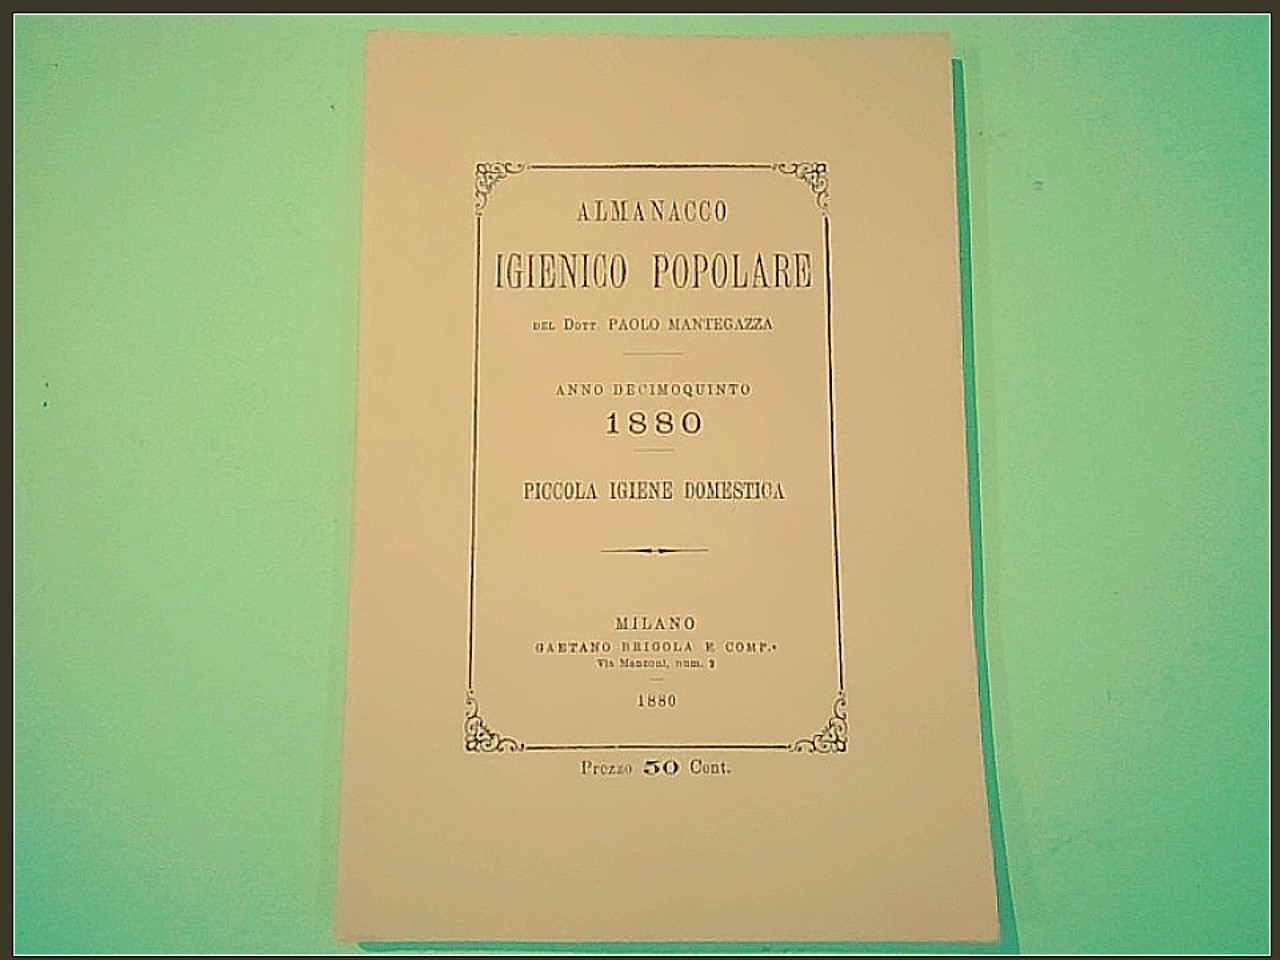 ALMANACCO
IGIENICO POPOLARE
DEL DOTT. PAOLO MANTEGAZZA
ANNO DECIMOQUINTO
1880
PICCOLA IGIENE DOMESTICA
MILANO
GAETANO BRIGOLA E COMP.
Via Manzoni, num.
1880
Prezzo 50 Cent.